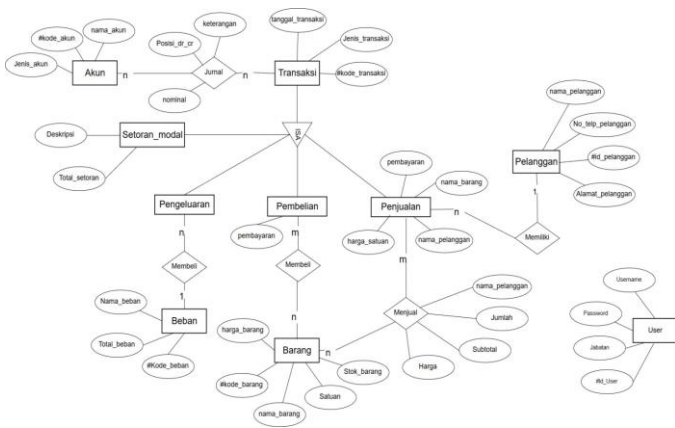 tanggal_transaksi
keterangan
nama_akun
#kode_akun
Posisi_dr_cr
Jenis_transaksi
Jenis_akun
Akun
n
Jurnal
n
Transaksi
#kode_transaksi
nominal
nama_pelanggan
Deskripsi
Setoran_modal
ISA
No_telp_pelanggan
Pelanggan
#id_pelanggan
pembayaran
Total_setoran
nama_barang
Alamat_pelanggan
1
Pengeluaran
Pembelian
Penjualan
n
n
m
pembayaran
harga_satuan
nama_pelanggan
Memiliki
Membeli
Membeli
m
Username
nama_pelanggan
Nama_beban
1
Password
Menjual
Jumlah
Beban
harga_barang
n
User
Total_beban
Jabatan
Barang
n
Subtotal
#Kode_beban
Stok_barang
Harga
#kode_barang
#Id_User
Satuan
nama_barang